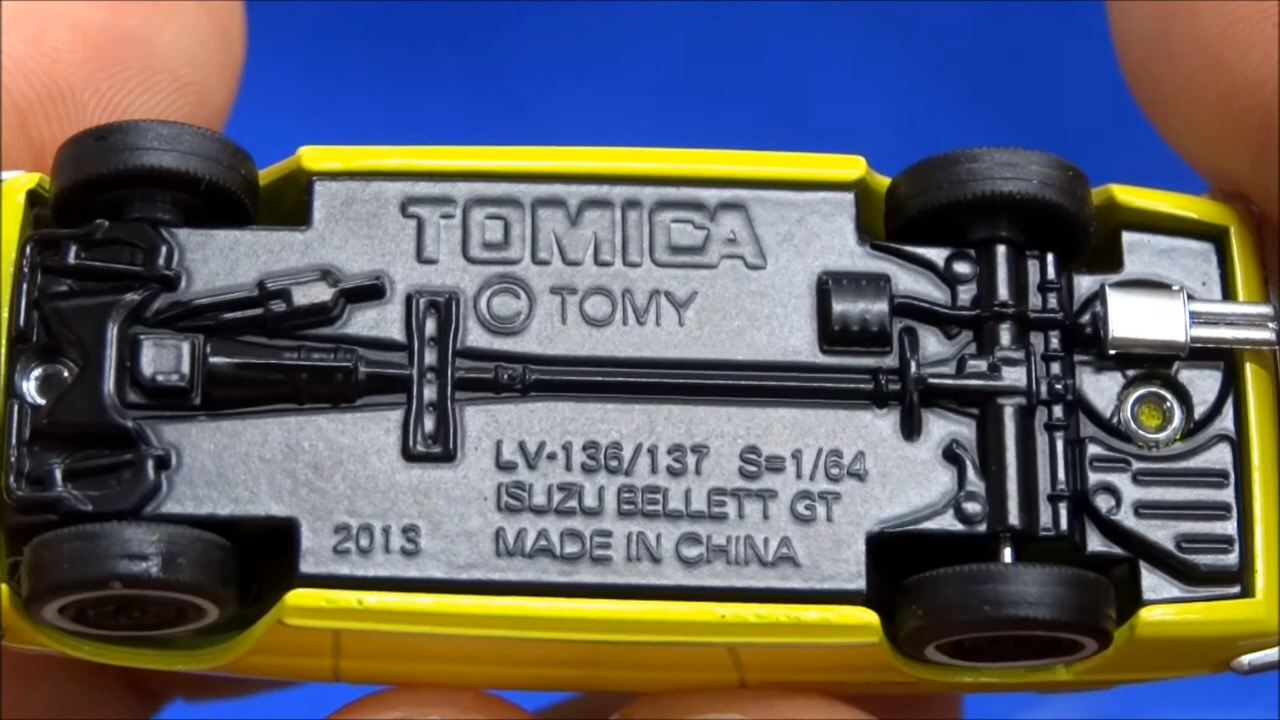 TOMICA
© TOMY
LV-136/137 S=1/64
ISUZU BELLETT GT
2013 MADE IN CHINA